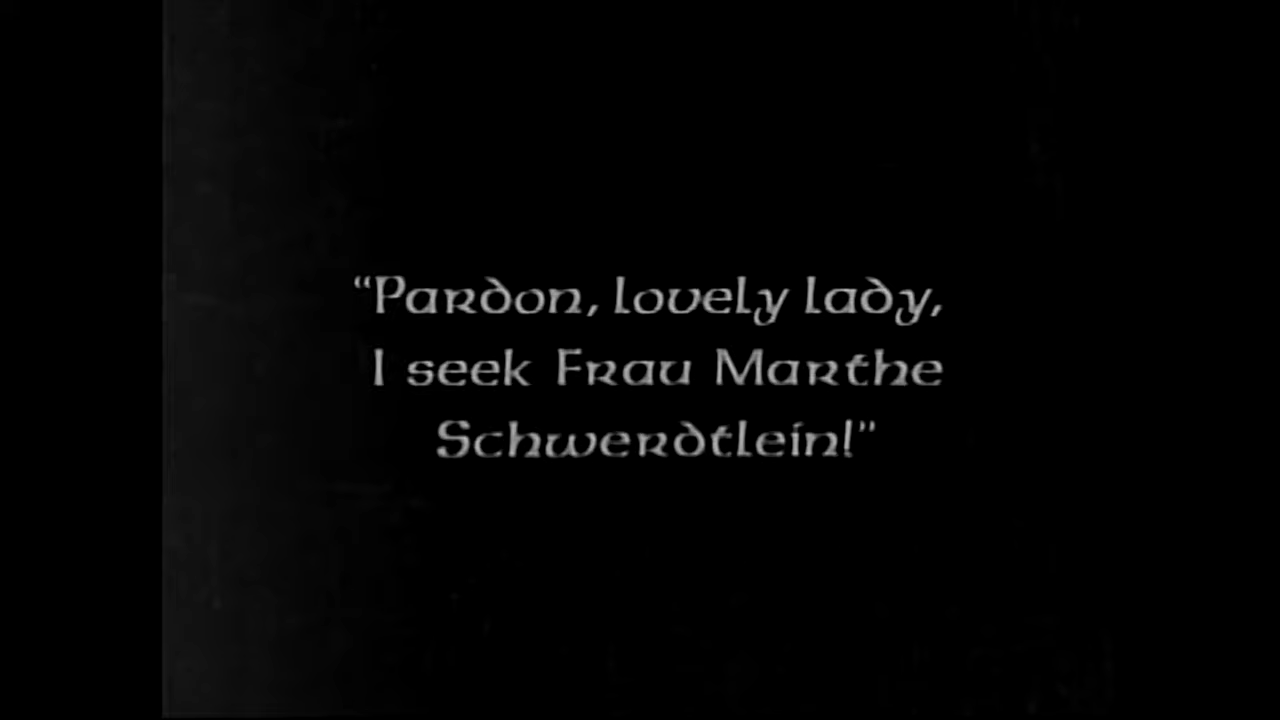 “Pardon, lovely lady,
I seek Frau Marthe
Schwerdtlein!”